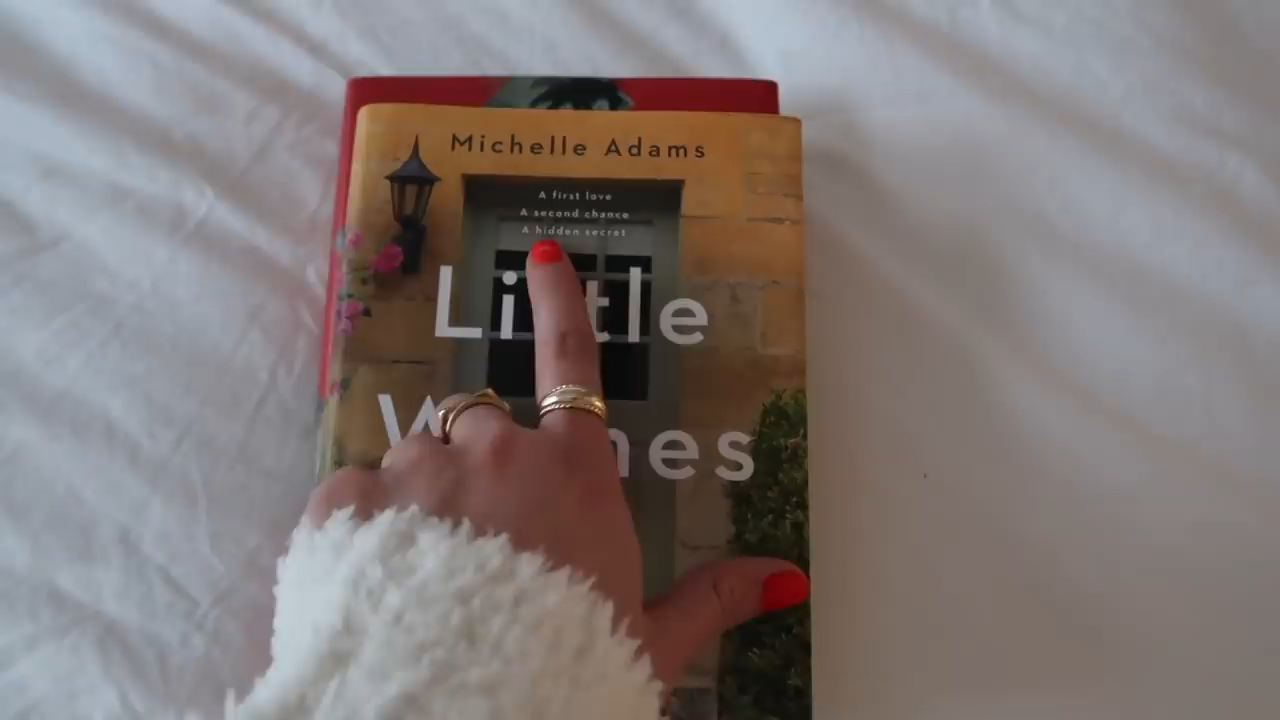 Michelle Adams
A first love
A second chance
A hidden secret
Little